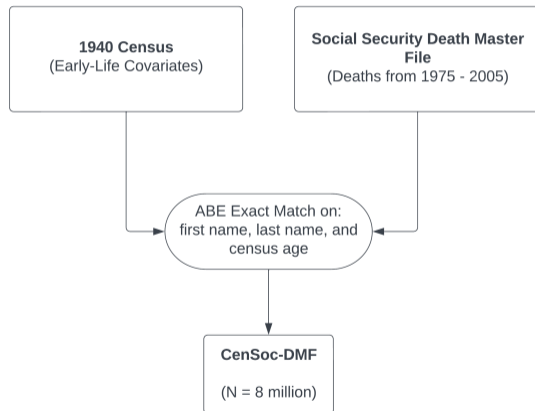 1940 Census
(Early-Life Covariates)
Social Security Death Master
File
(Deaths from 1975 - 2005)
ABE Exact Match on:
first name, last name, and
census age
CenSoc-DMF
(N = 8 million)